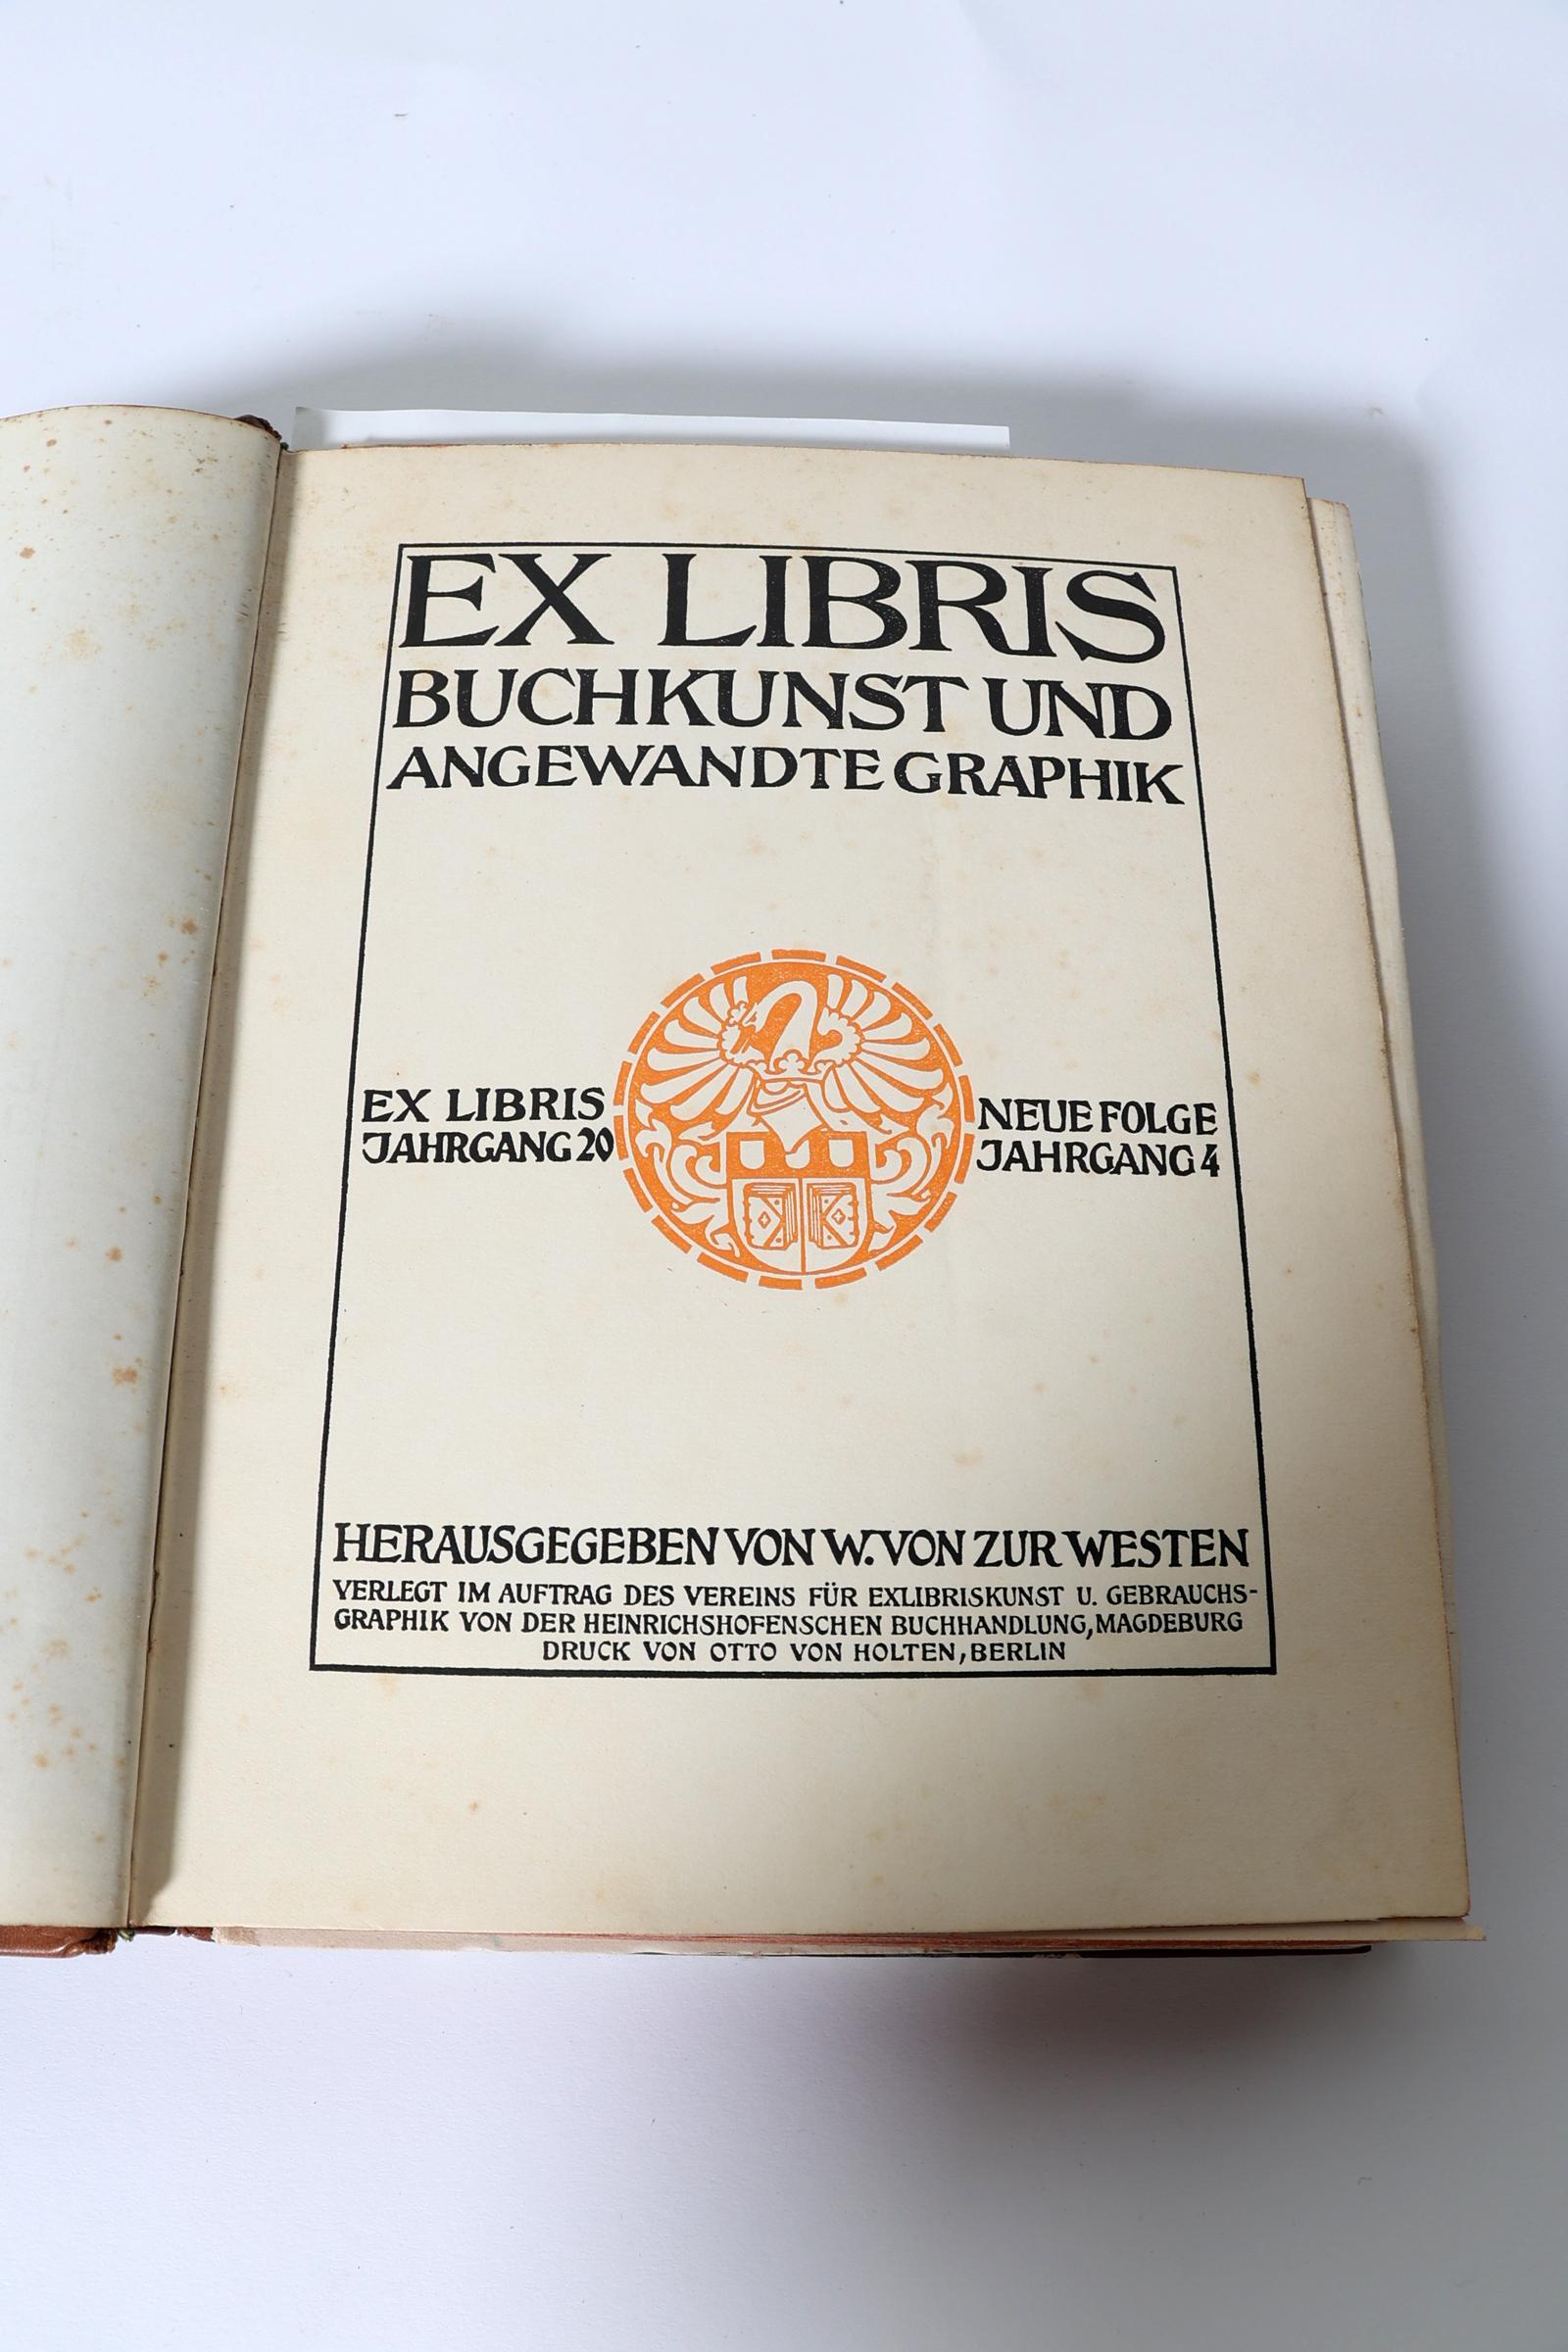 EX LIBRIS
BUCHKUNST UND
ANGEWANDTE GRAPHIK
EX LIBRIS
JAHRGANG 20
NEUE FOLGE
JAHRGANG 4
HERAUSGEGEBEN VON W. VON ZUR WESTEN
VERLEGT IM AUFTRAG DES VEREINS FÜR EXLIBRISKUNST U. GEBRAUCHS-
GRAPHIK VON DER HEINRICHSHOFENSCHEN BUCHHANDLUNG, MAGDEBURG
DRUCK VON OTTO VON HOLTEN, BERLIN